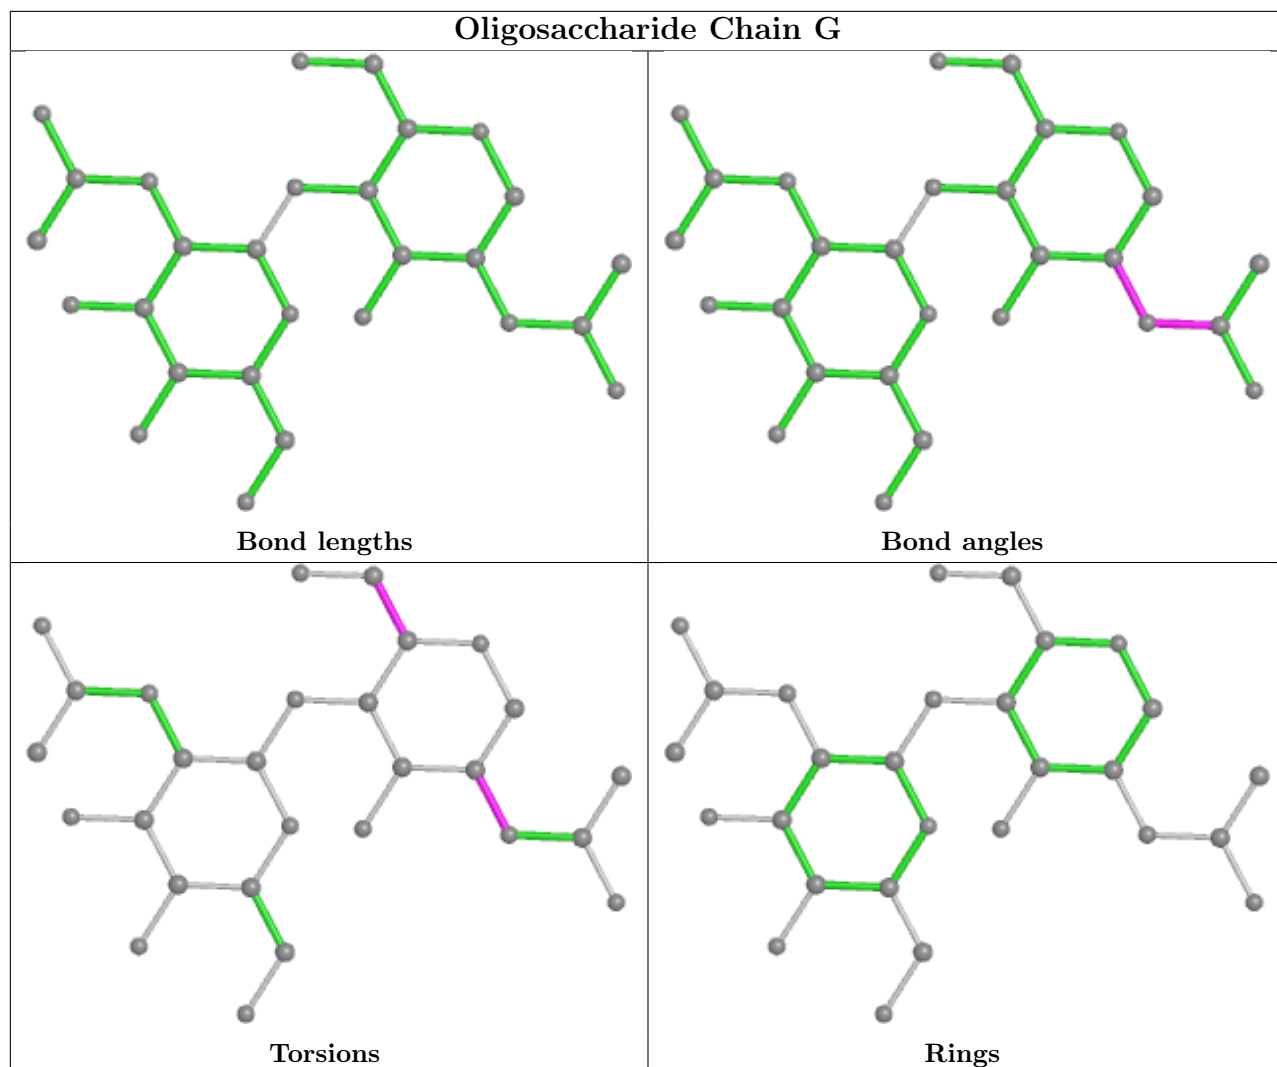 Oligosaccharide Chain G
Bond lengths
Bond angles
Torsions
Rings